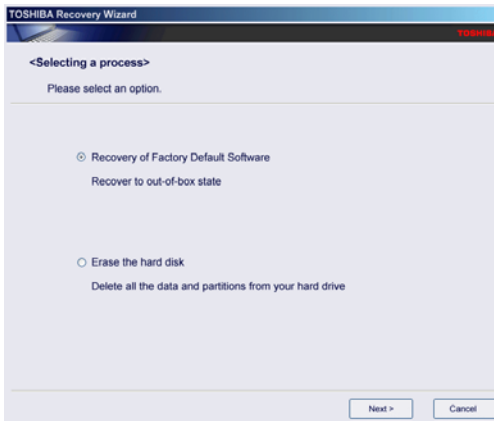 TOSHIBA Recovery Wizard
TOSHIBA
<Selecting a process>
Please select an option.
Recovery of Factory Default Software
Recover to out-of-box state
Erase the hard disk
Delete all the data and partitions from your hard drive
Next > Cancel